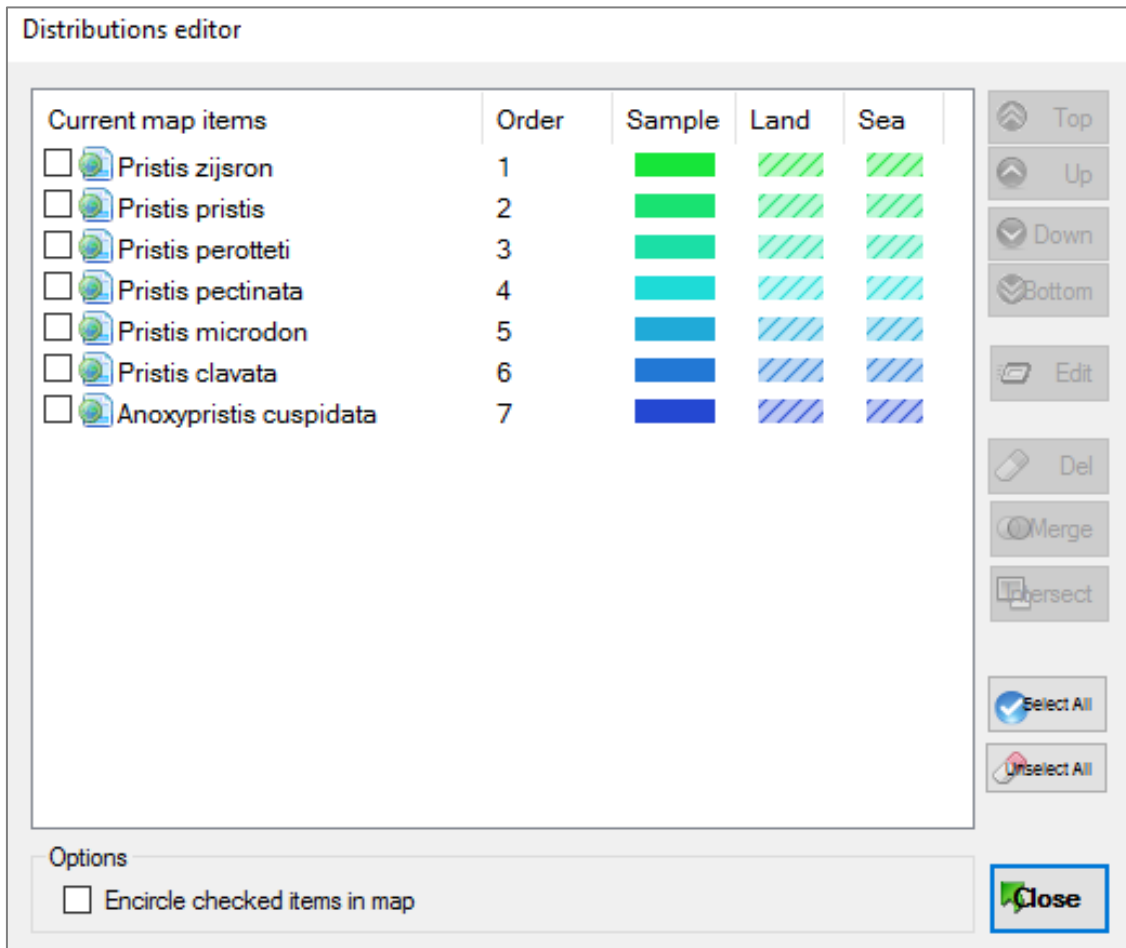 Distributions editor
Current map items Order Sample Land Sea
Pristis zijsron 1
Pristis pristis 2
Pristis perotteti 3
Pristis pectinata 4
Pristis microdon 5
Pristis clavata 6
Anoxypristis cuspidata 7
Top
Up
Down
Bottom
Edit
Del
Merge
Intersect
Select All
Unselect All
Options
Encircle checked items in map
Close